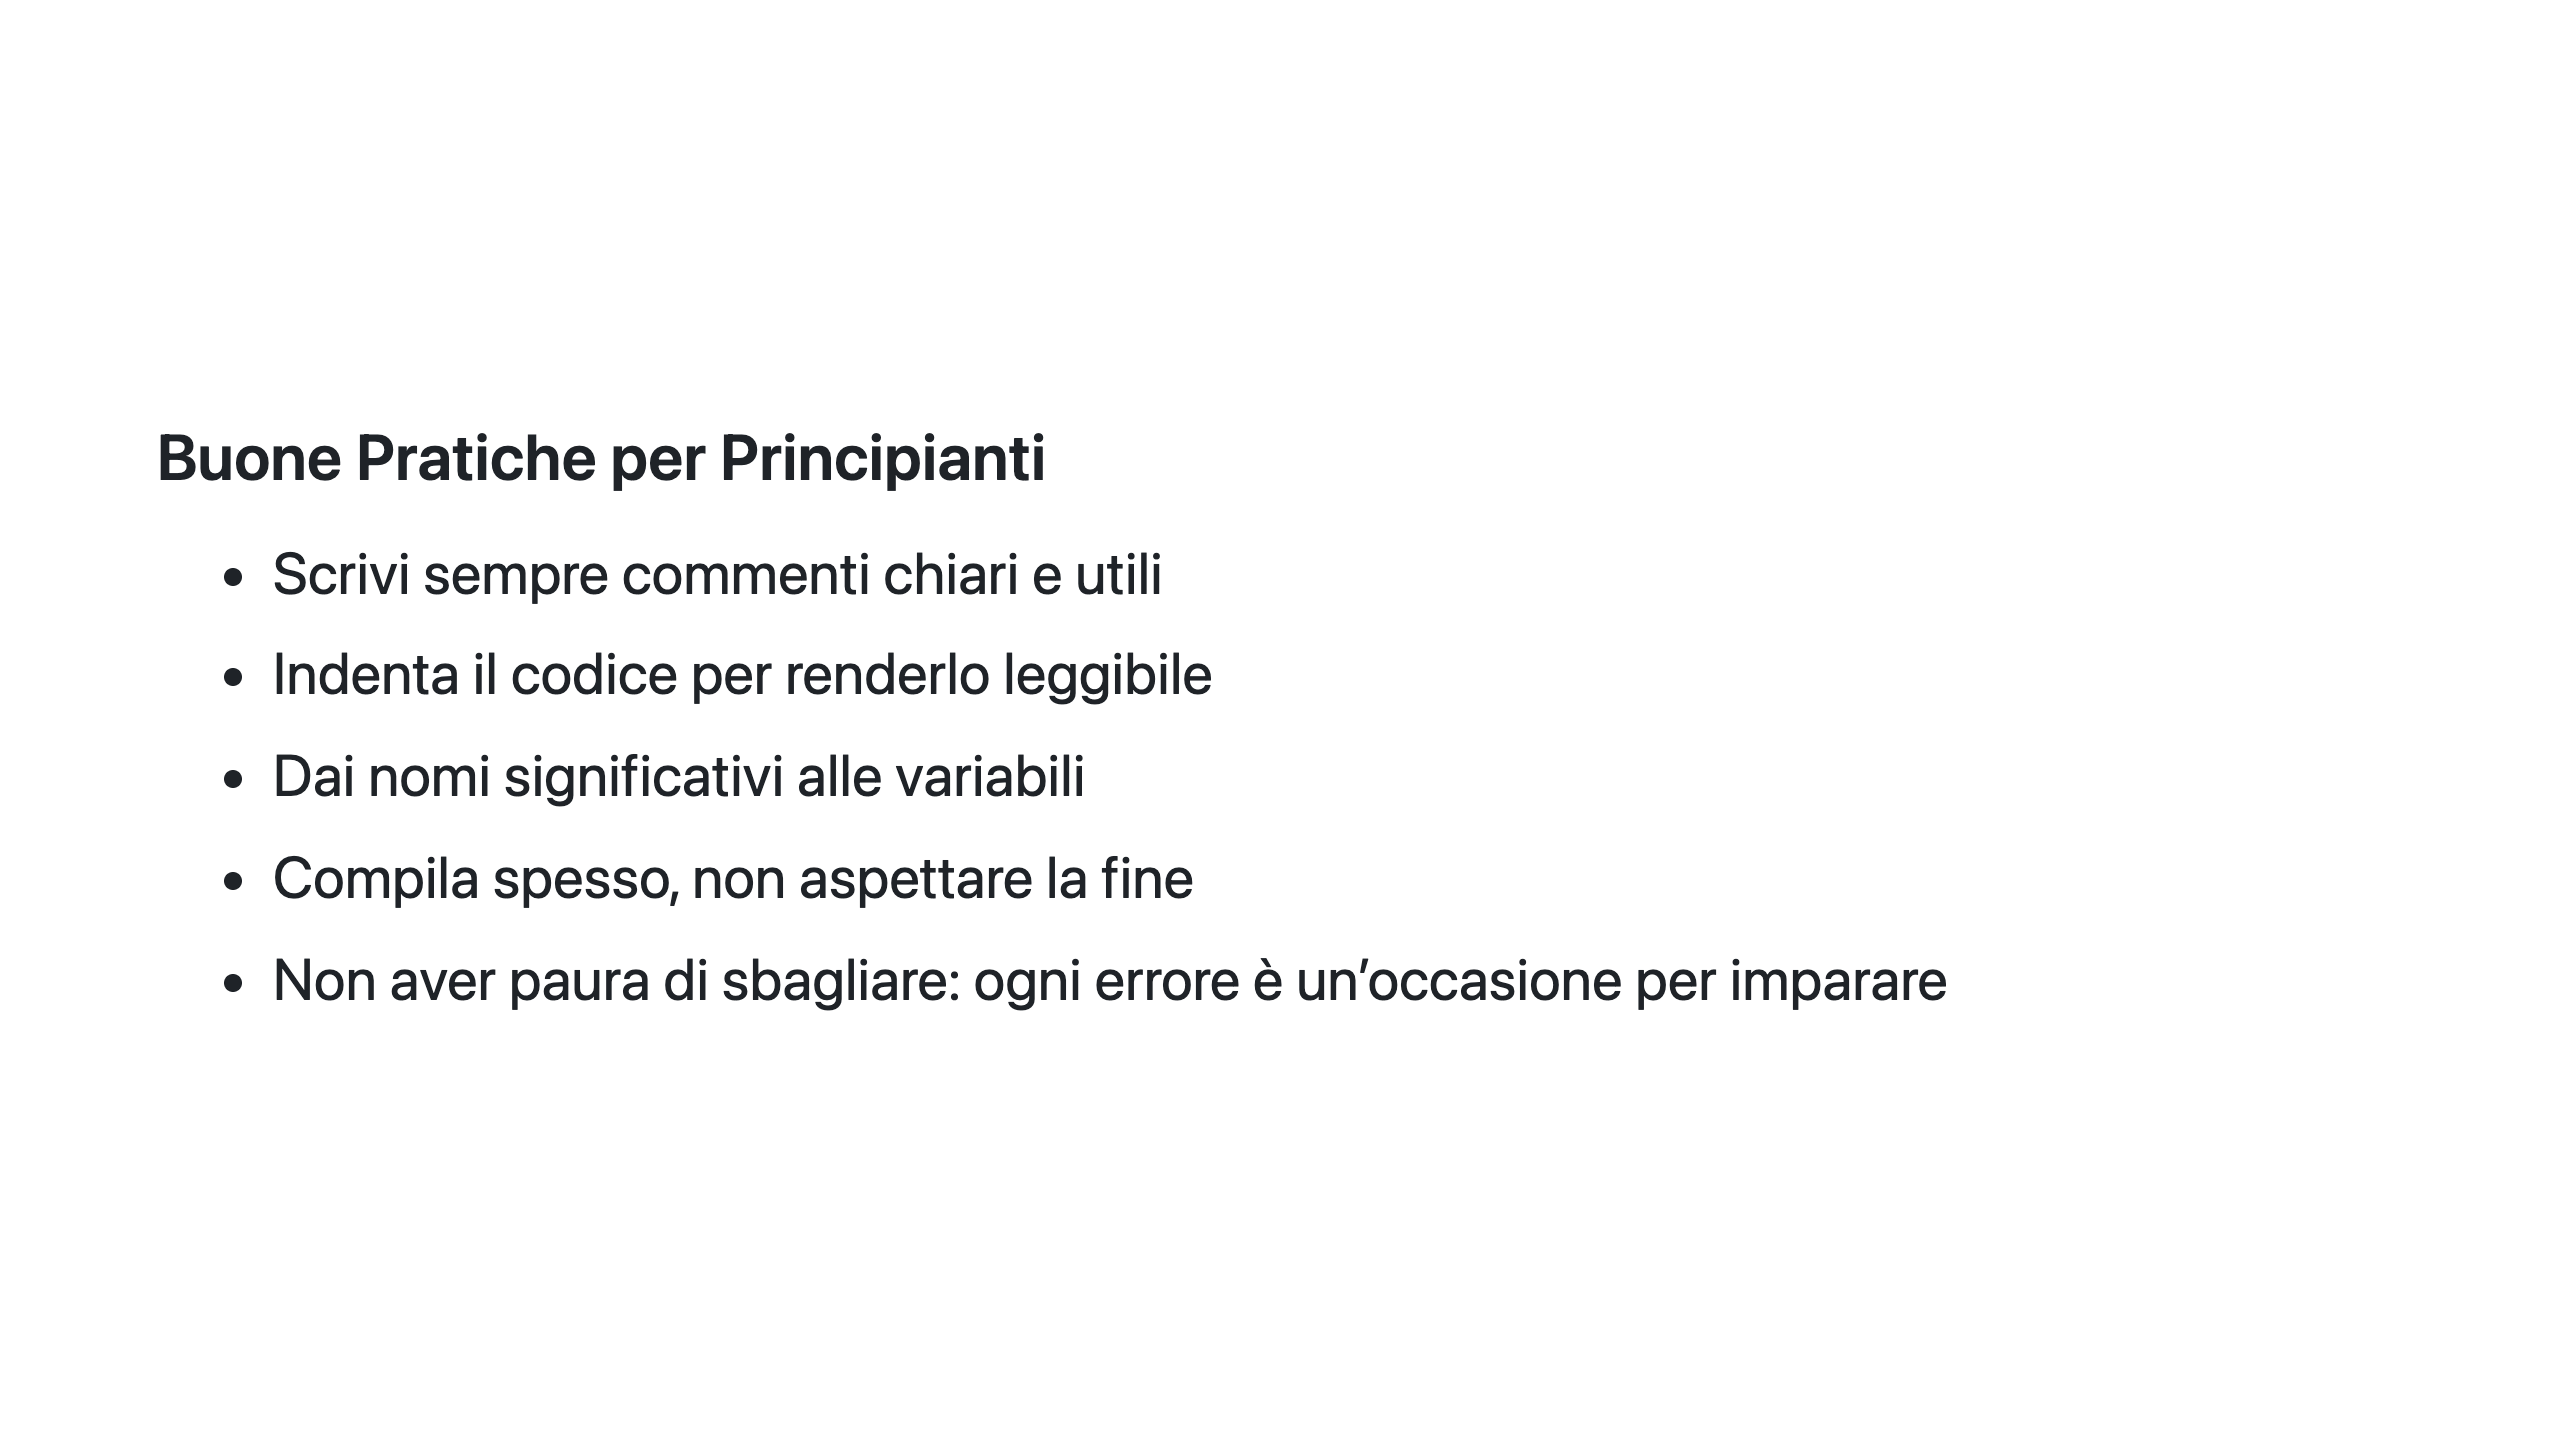 Buone Pratiche per Principianti
• Scrivi sempre commenti chiari e utili
• Indenta il codice per renderlo leggibile
• Dai nomi significativi alle variabili
• Compila spesso, non aspettare la fine
• Non aver paura di sbagliare: ogni errore è un’occasione per imparare